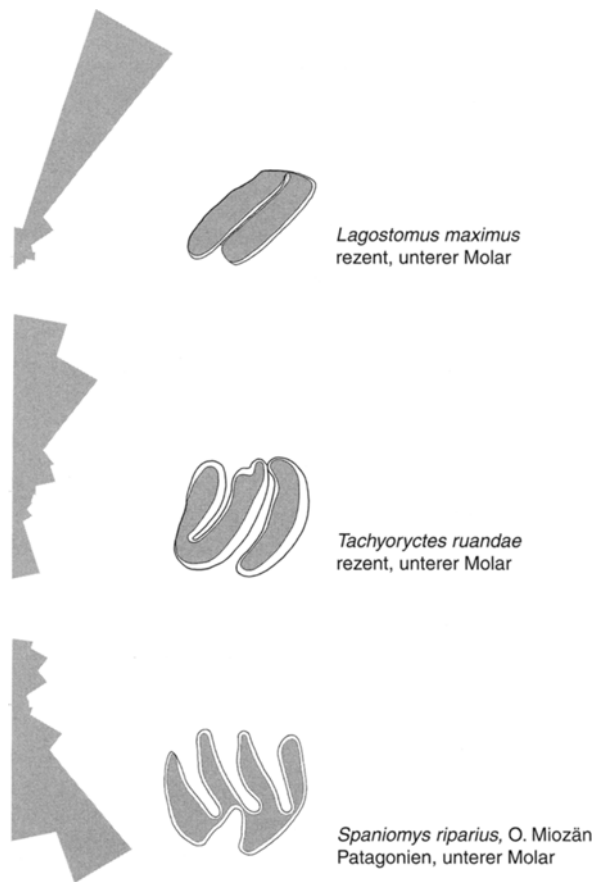 Lagostomus maximus
rezent, unterer Molar
Tachyoryctes ruandae
rezent, unterer Molar
Spaniomys riparius, O. Miozän
Patagonien, unterer Molar